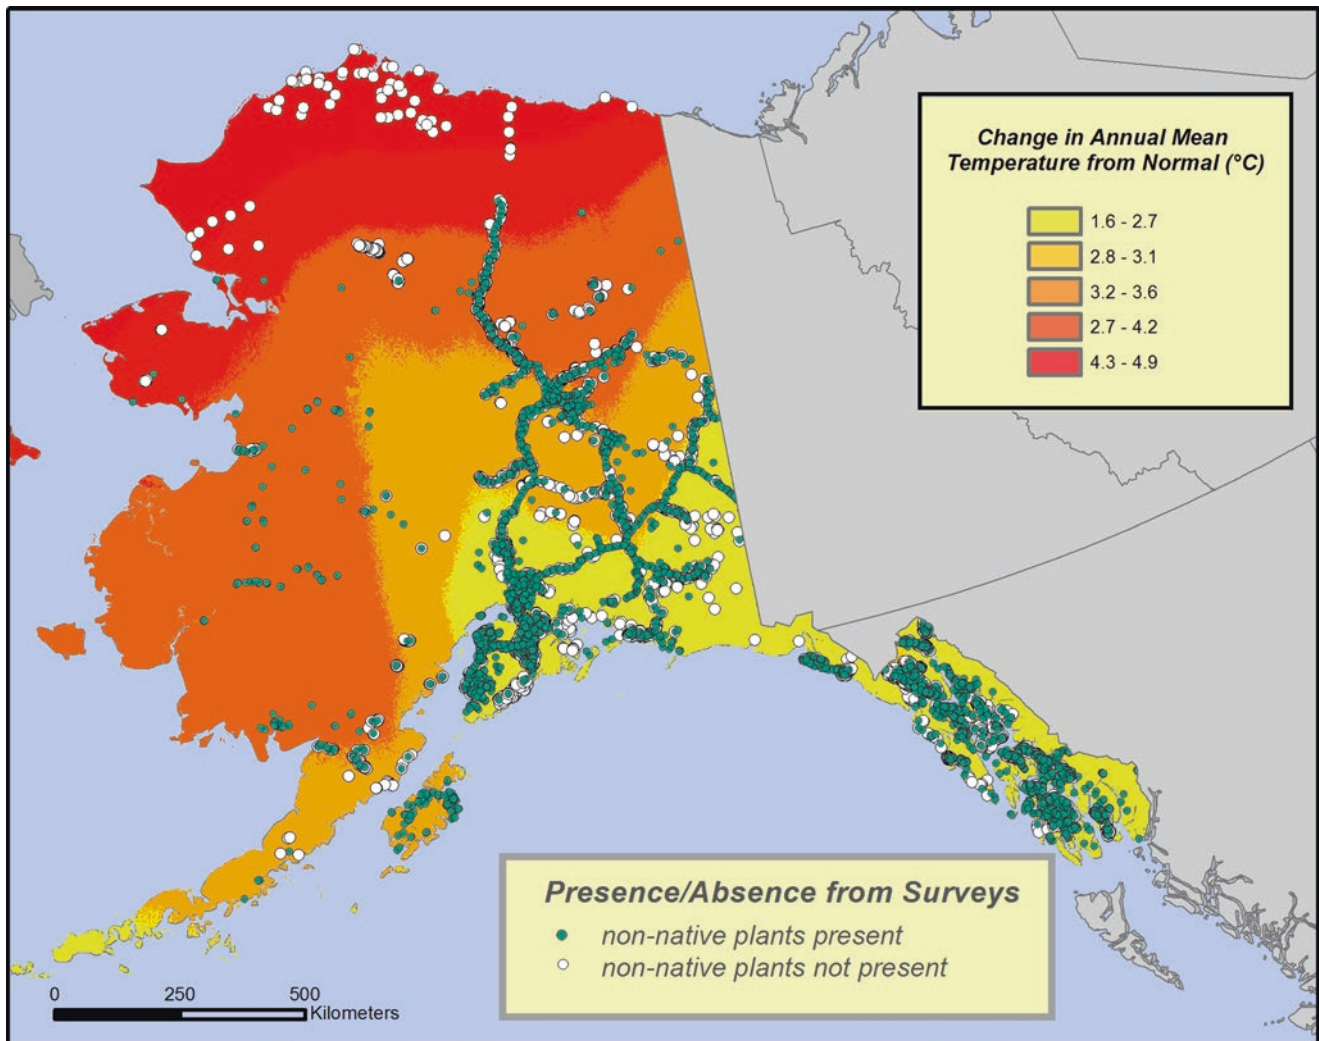 Change in Annual Mean
Temperature from Normal (°C)
1.6 - 2.7
2.8 - 3.1
3.2 - 3.6
2.7 - 4.2
4.3 - 4.9
Presence/Absence from Surveys
non-native plants present
non-native plants not present
0 250 500
Kilometers